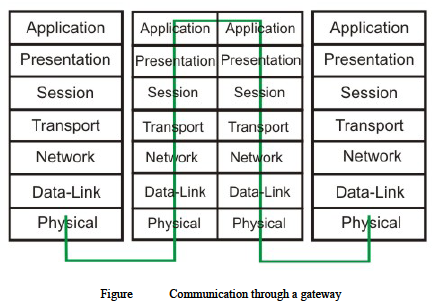 Application Application Application Application
Presentation Presentation Presentation Presentation
Session Session Session Session
Transport Transport Transport Transport
Network Network Network Network
Data-Link Data-Link Data-Link Data-Link
Physical Physical Physical Physical
Figure Communication through a gateway